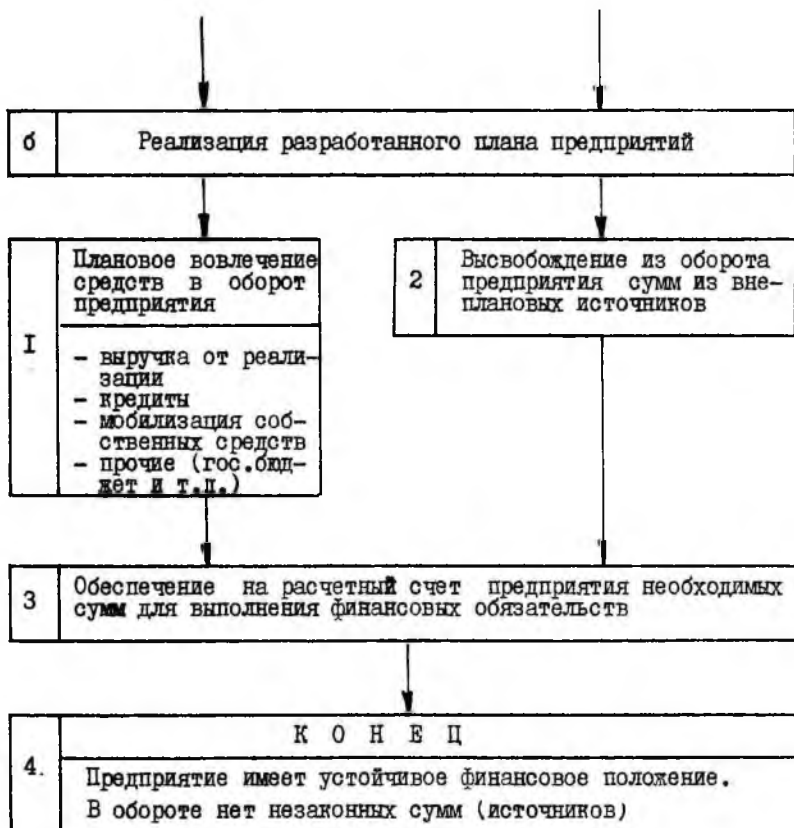 б Реализация разработанного плана предприятий
I
Плановое вовлечение
средств в оборот
предприятия
– выручка от реали-
зации
– кредиты
– мобилизация соб-
ственных средств
– прочие (гос.бюд-
жет и т.п.)
2
Высвобождение из оборота
предприятия сумм из вне-
плановых источников
3
Обеспечение на расчетный счет предприятия необходимых
сумм для выполнения финансовых обязательств
4.
К О Н Е Ц
Предприятие имеет устойчивое финансовое положение.
В обороте нет незаконных сумм (источников)